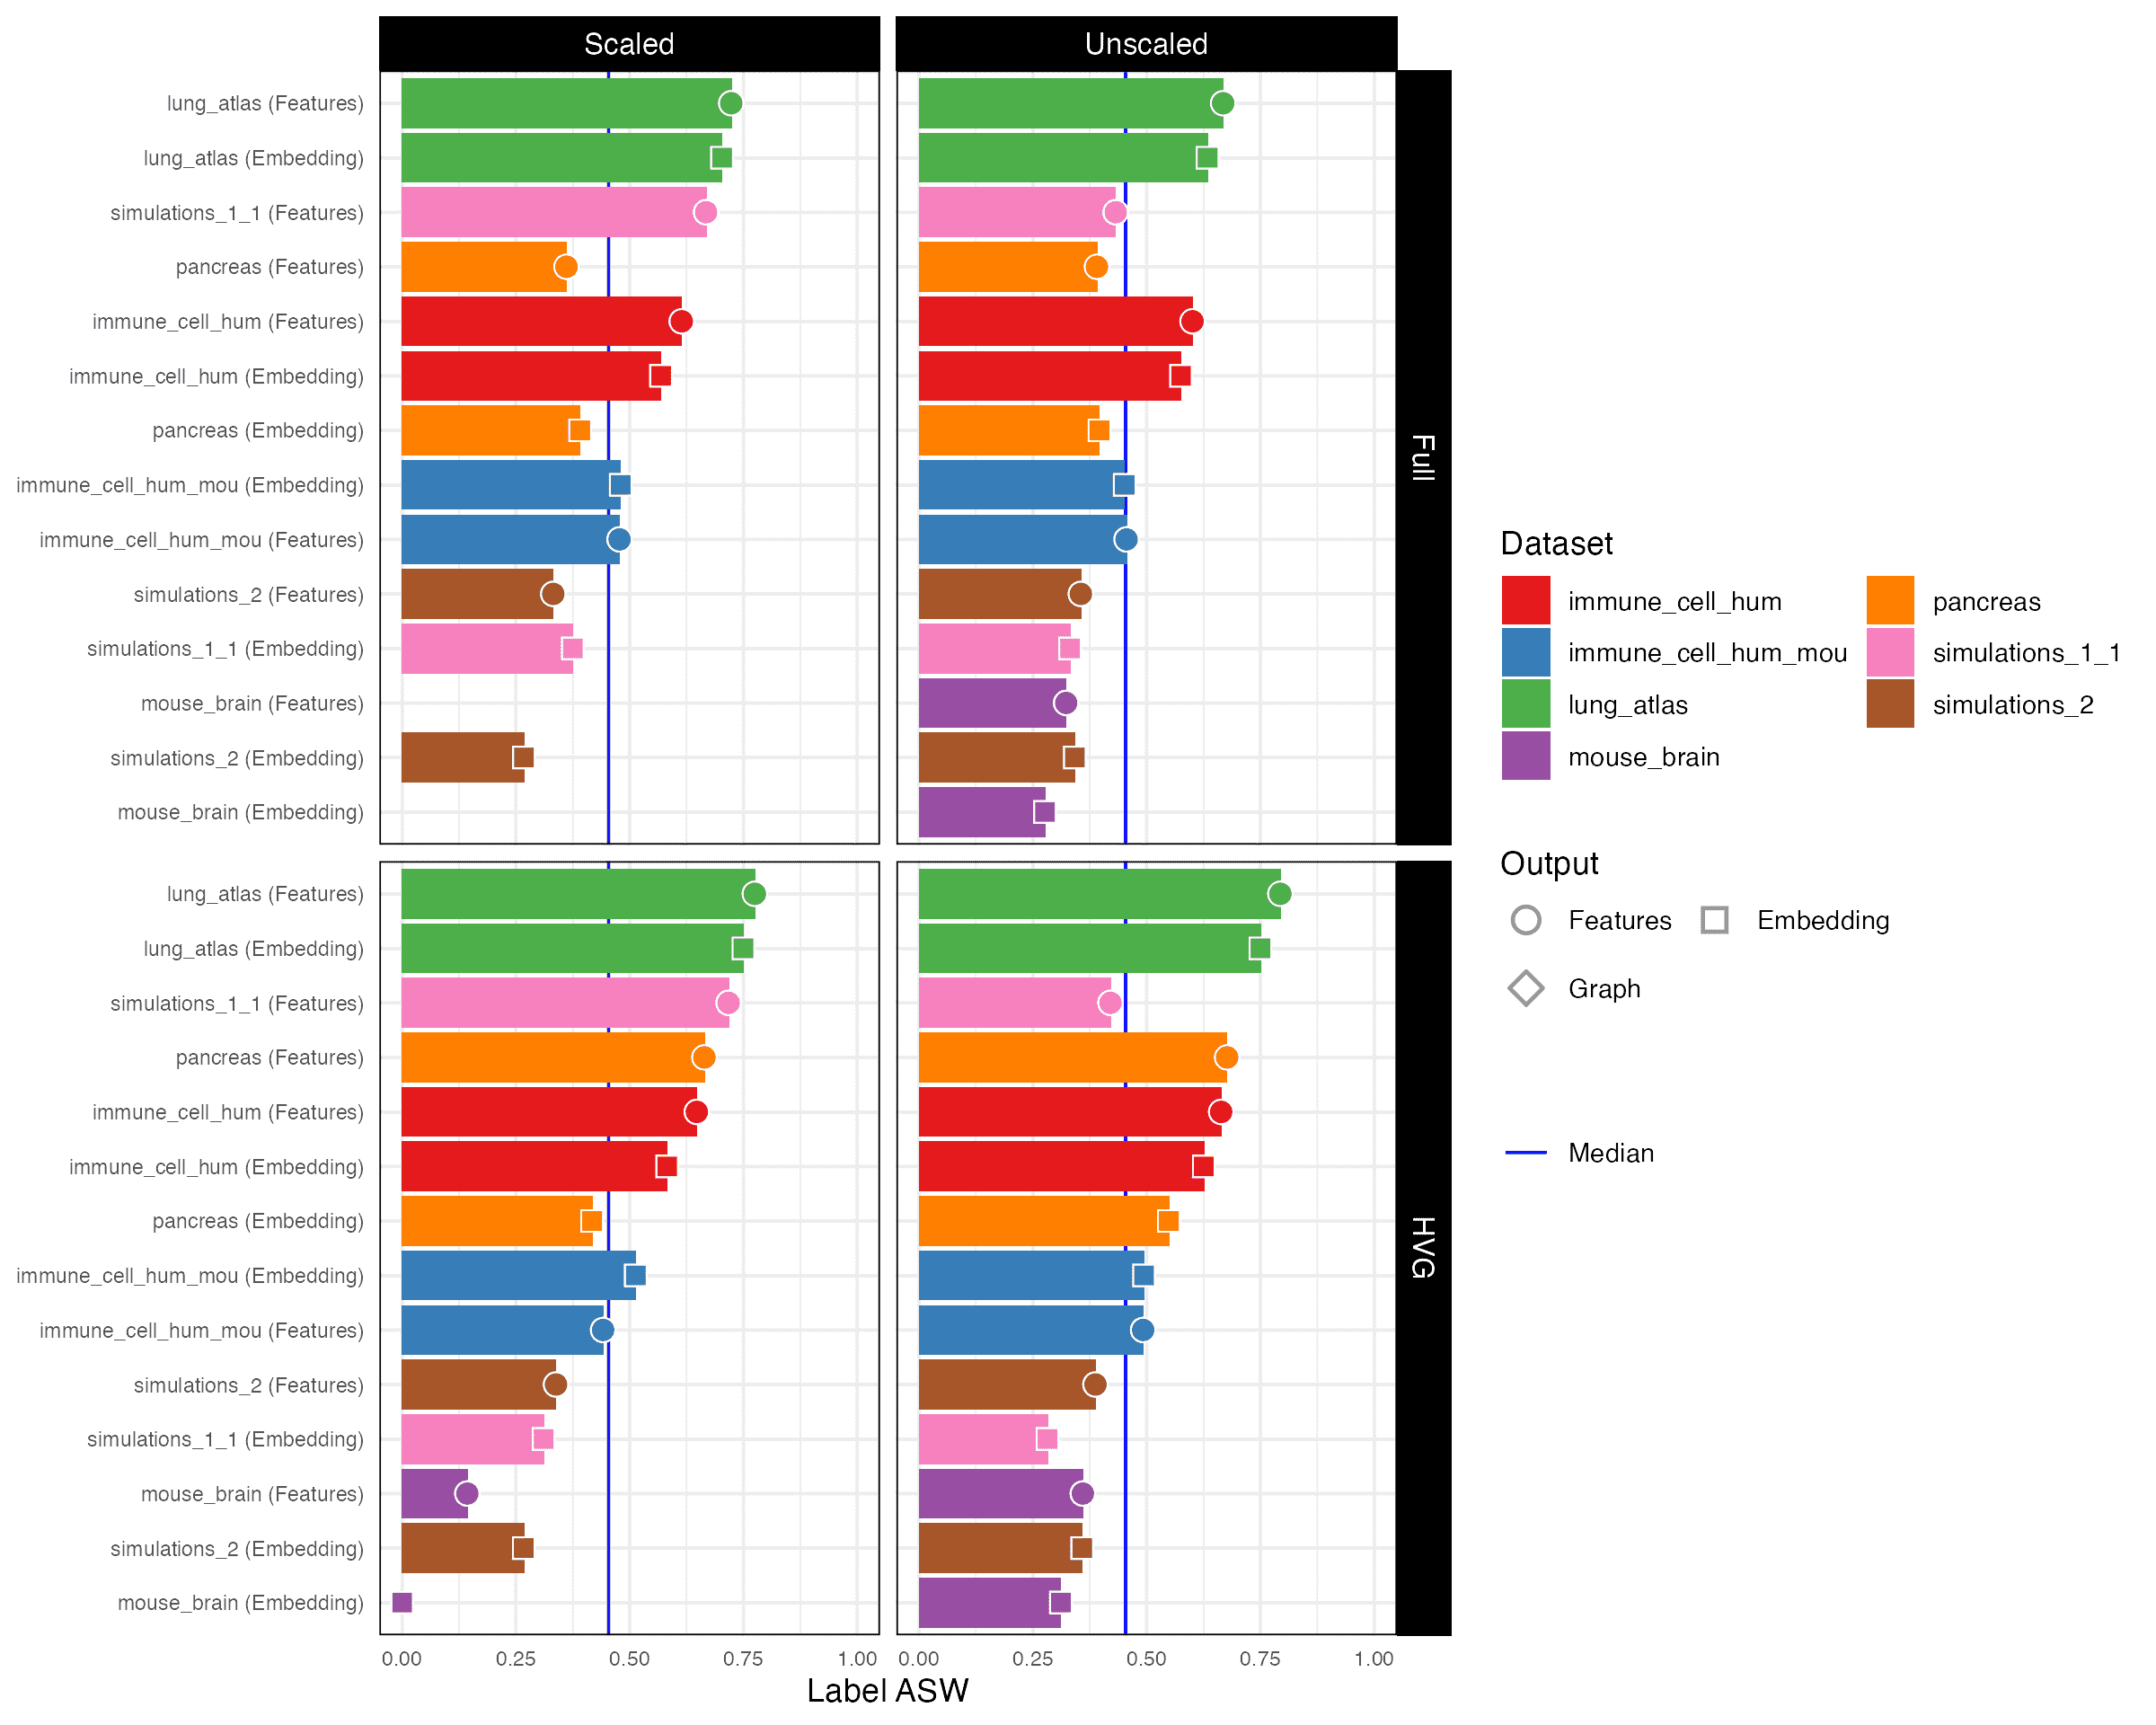 Scaled
Unscaled
lung_atlas (Features)
lung_atlas (Embedding)
simulations_1_1 (Features)
pancreas (Features)
immune_cell_hum (Features)
immune_cell_hum (Embedding)
pancreas (Embedding)
immune_cell_hum_mou (Embedding)
immune_cell_hum_mou (Features)
simulations_2 (Features)
simulations_1_1 (Embedding)
mouse_brain (Features)
simulations_2 (Embedding)
mouse_brain (Embedding)
Full
lung_atlas (Features)
lung_atlas (Embedding)
simulations_1_1 (Features)
pancreas (Features)
immune_cell_hum (Features)
immune_cell_hum (Embedding)
pancreas (Embedding)
immune_cell_hum_mou (Embedding)
immune_cell_hum_mou (Features)
simulations_2 (Features)
simulations_1_1 (Embedding)
mouse_brain (Features)
simulations_2 (Embedding)
mouse_brain (Embedding)
HVG
0.00 0.25 0.50 0.75 1.00 0.00 0.25 0.50 0.75 1.00
Label ASW
Dataset
immune_cell_hum
immune_cell_hum_mou
lung_atlas
mouse_brain
pancreas
simulations_1_1
simulations_2
Output
Features Embedding
Graph
Median